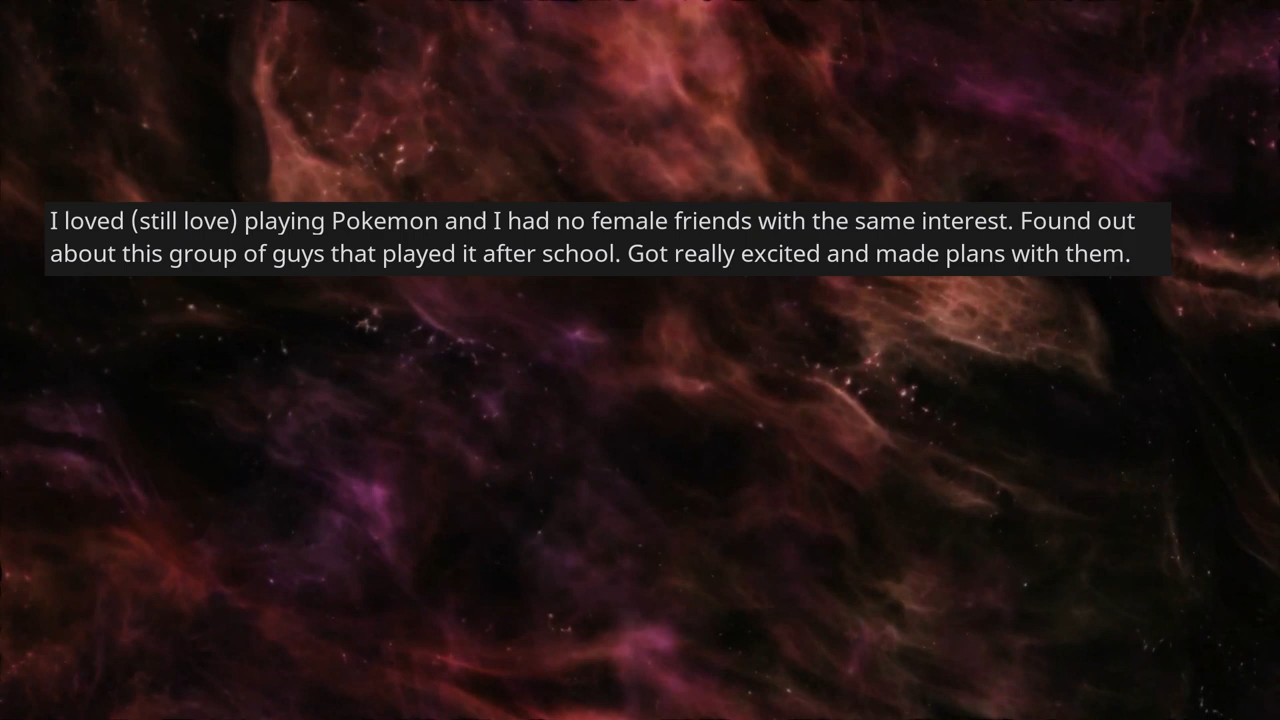 I loved (still love) playing Pokemon and I had no female friends with the same interest. Found out
about this group of guys that played it after school. Got really excited and made plans with them.